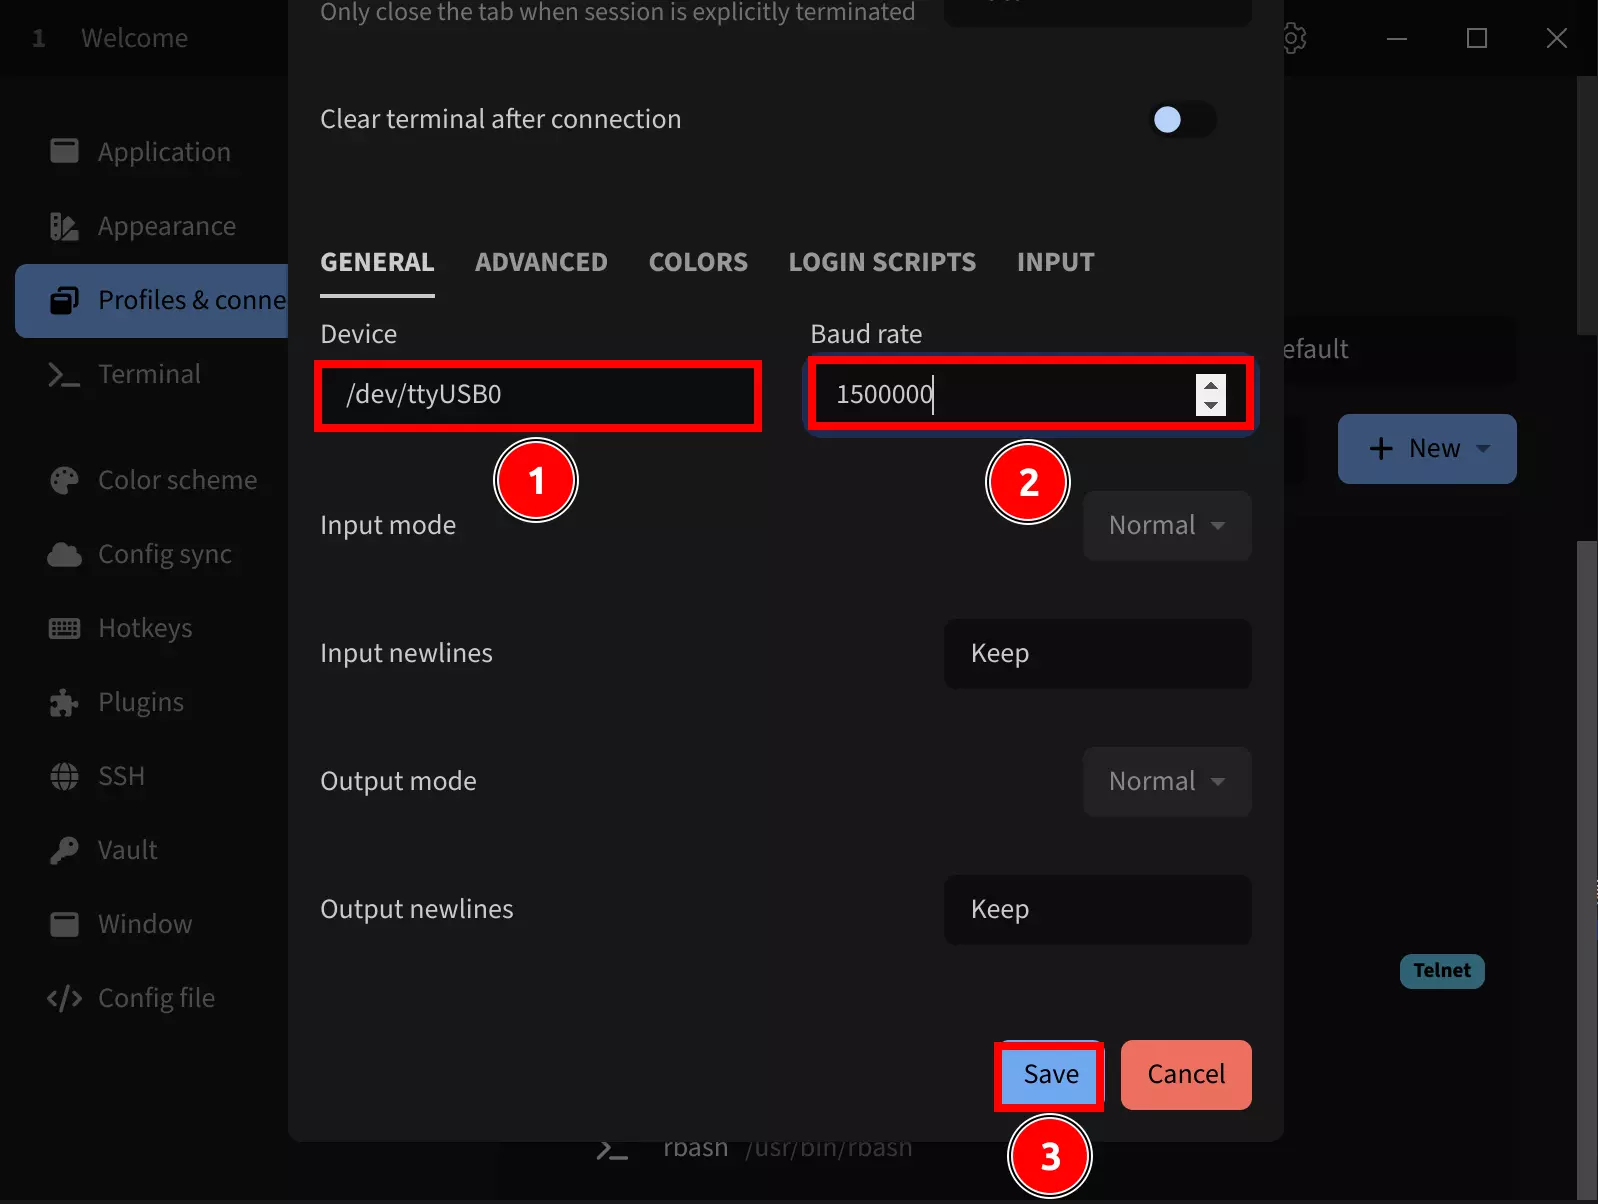 Only close the tab when session is explicitly terminated
1 Welcome
Clear terminal after connection
Application
Appearance
Profiles & conne
Terminal
Color scheme
Config sync
Hotkeys
Plugins
SSH
Vault
Window
Config file
GENERAL ADVANCED COLORS LOGIN SCRIPTS INPUT
Device Baud rate
/dev/ttyUSB0 1500000
1 2
Input mode Normal
Input newlines Keep
Output mode Normal
Output newlines Keep
Save Cancel
3
efault
New
Telnet
rbash /usr/bin/rbash